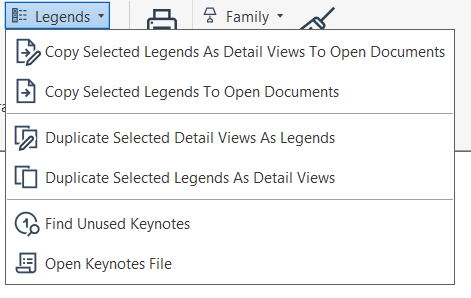 Legends Family
Copy Selected Legends As Detail Views To Open Documents
Copy Selected Legends To Open Documents
Duplicate Selected Detail Views As Legends
Duplicate Selected Legends As Detail Views
Find Unused Keynotes
Open Keynotes File